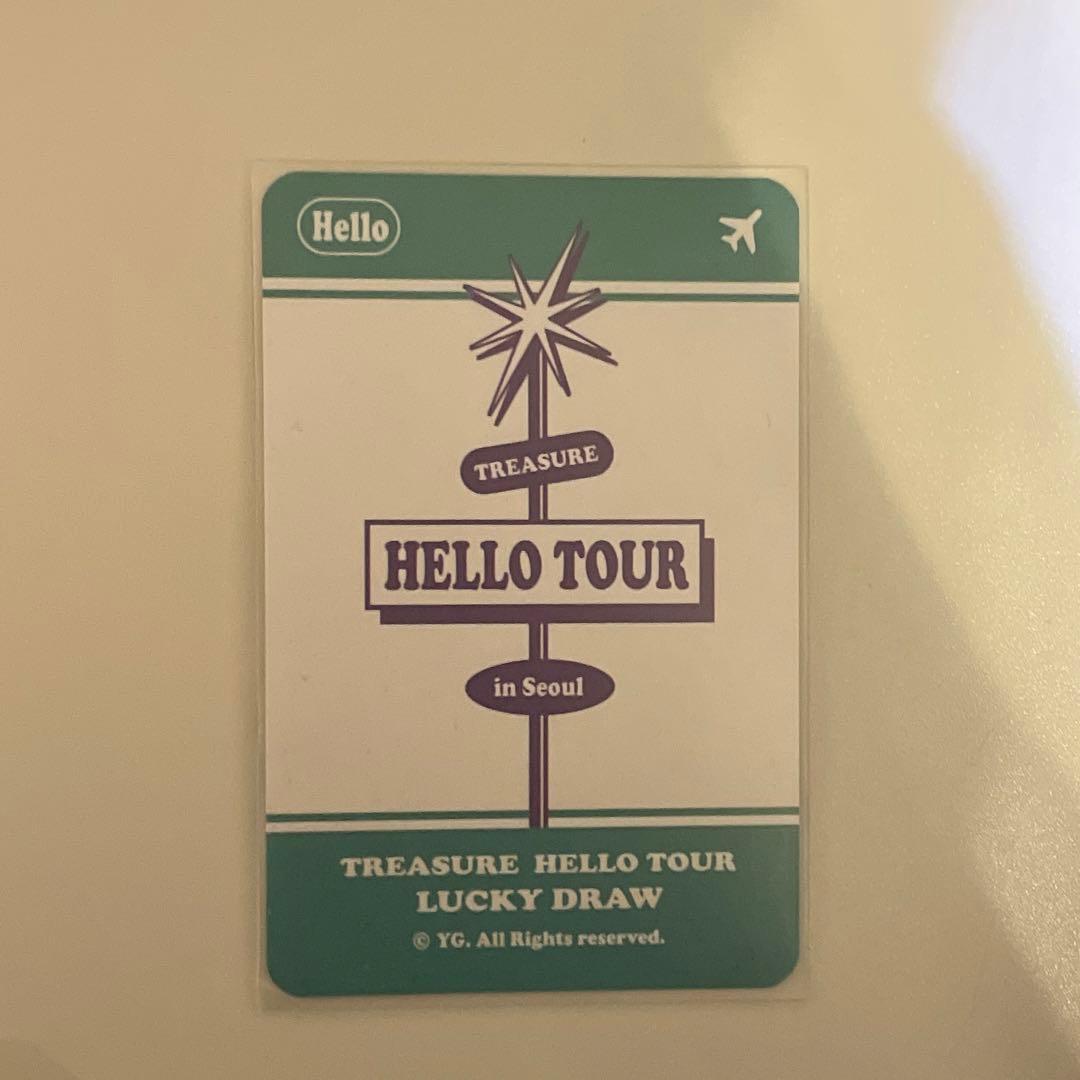 Hello
TREASURE
HELLO TOUR
in Seoul
TREASURE HELLO TOUR
LUCKY DRAW
© YG. All Rights reserved.